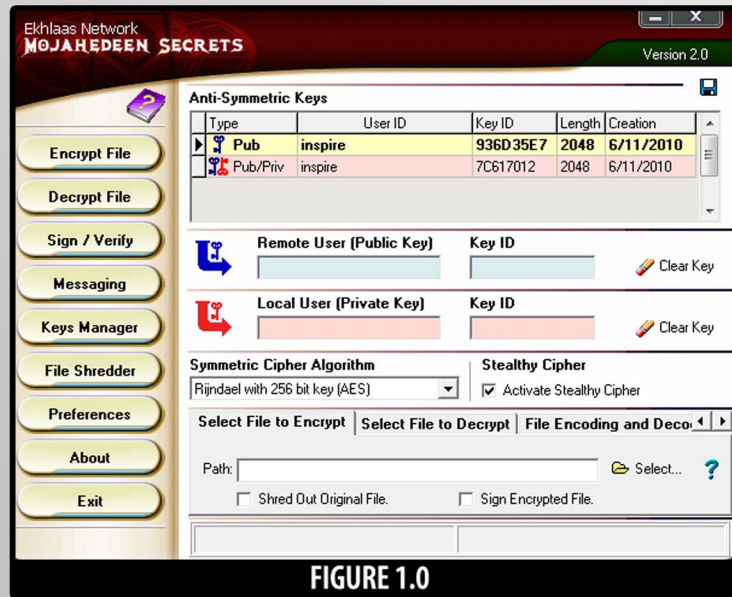 Ekhlaas Network
MOJAHEDEEN SECRETS
Version 2.0
Anti-Symmetric Keys
Type User ID Key ID Length Creation
Pub inspire 936D35E7 2048 6/11/2010
Pub/Priv inspire 7C617012 2048 6/11/2010
Encrypt File
Decrypt File
Sign / Verify
Messaging
Keys Manager
File Shredder
Preferences
About
Exit
Remote User (Public Key) Key ID
Clear Key
Local User (Private Key) Key ID
Clear Key
Symmetric Cipher Algorithm
Rijndael with 256 bit key (AES)
Stealthy Cipher
Activate Stealthy Cipher
Select File to Encrypt Select File to Decrypt File Encoding and Deco
Path: Select... ?
Shred Out Original File. Sign Encrypted File.
FIGURE 1.0